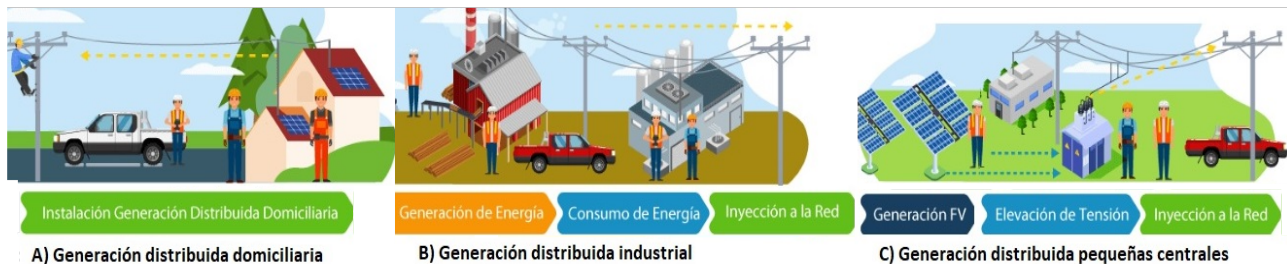 Instalación Generación Distribuida Domiciliaria
Generación de Energía
Consumo de Energía
Inyección a la Red
Generación FV
Elevación de Tensión
Inyección a la Red
A) Generación distribuida domiciliaria
B) Generación distribuida industrial
C) Generación distribuida pequeñas centrales